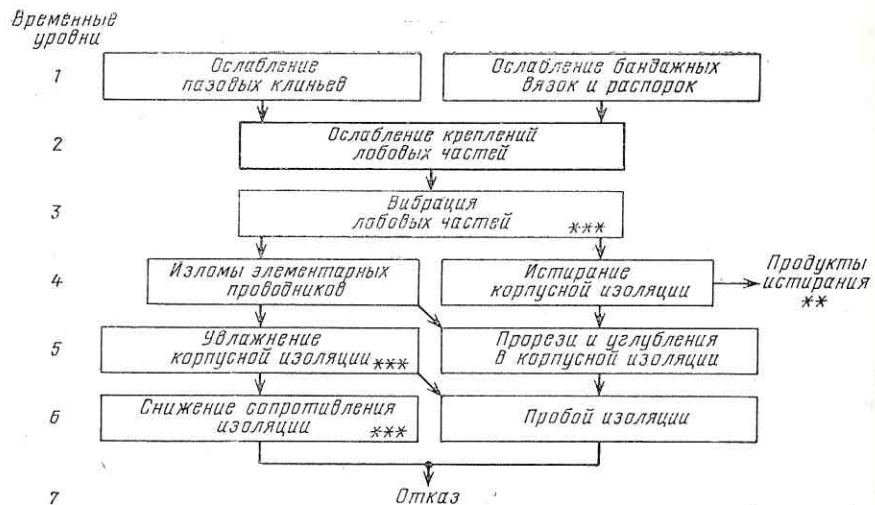 Временные
уровни
1
Ослабление
пазовых клиньев
Ослабление бандажных
вязок и распорок
2
Ослабление креплений
лобовых частей
3
Вибрация
лобовых частей ***
4
Изломы элементарных
проводников
Истирание
корпусной изоляции
Продукты
истирания
**
5
Увлажнение
корпусной изоляции ***
Прорези и углубления
в корпусной изоляции
6
Снижение сопротивления
изоляции ***
Пробой изоляции
7
Отказ